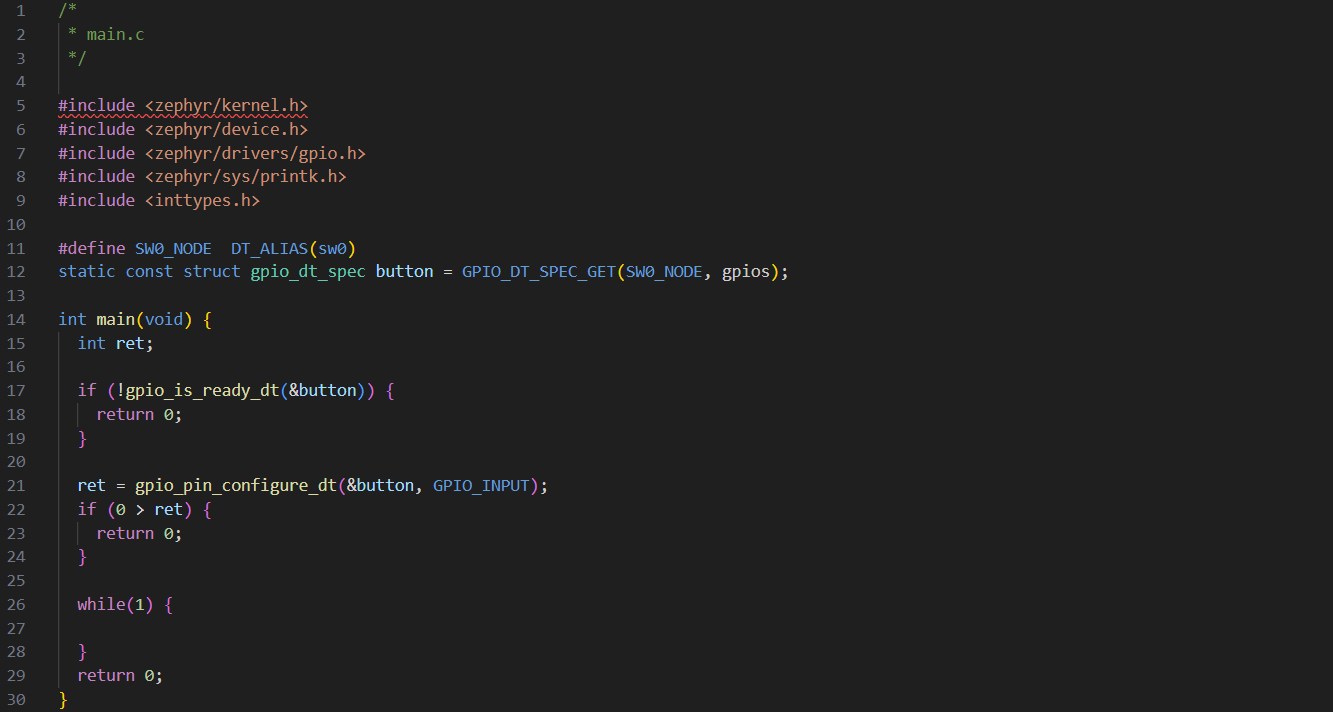 1 /*
2  * main.c
3  */
4
5 #include <zephyr/kernel.h>
6 #include <zephyr/device.h>
7 #include <zephyr/drivers/gpio.h>
8 #include <zephyr/sys/printk.h>
9 #include <inttypes.h>
10
11 #define SW0_NODE  DT_ALIAS(sw0)
12 static const struct gpio_dt_spec button = GPIO_DT_SPEC_GET(SW0_NODE, gpios);
13
14 int main(void) {
15   int ret;
16
17   if (!gpio_is_ready_dt(&button)) {
18     return 0;
19   }
20
21   ret = gpio_pin_configure_dt(&button, GPIO_INPUT);
22   if (0 > ret) {
23     return 0;
24   }
25
26   while(1) {
27
28   }
29   return 0;
30 }